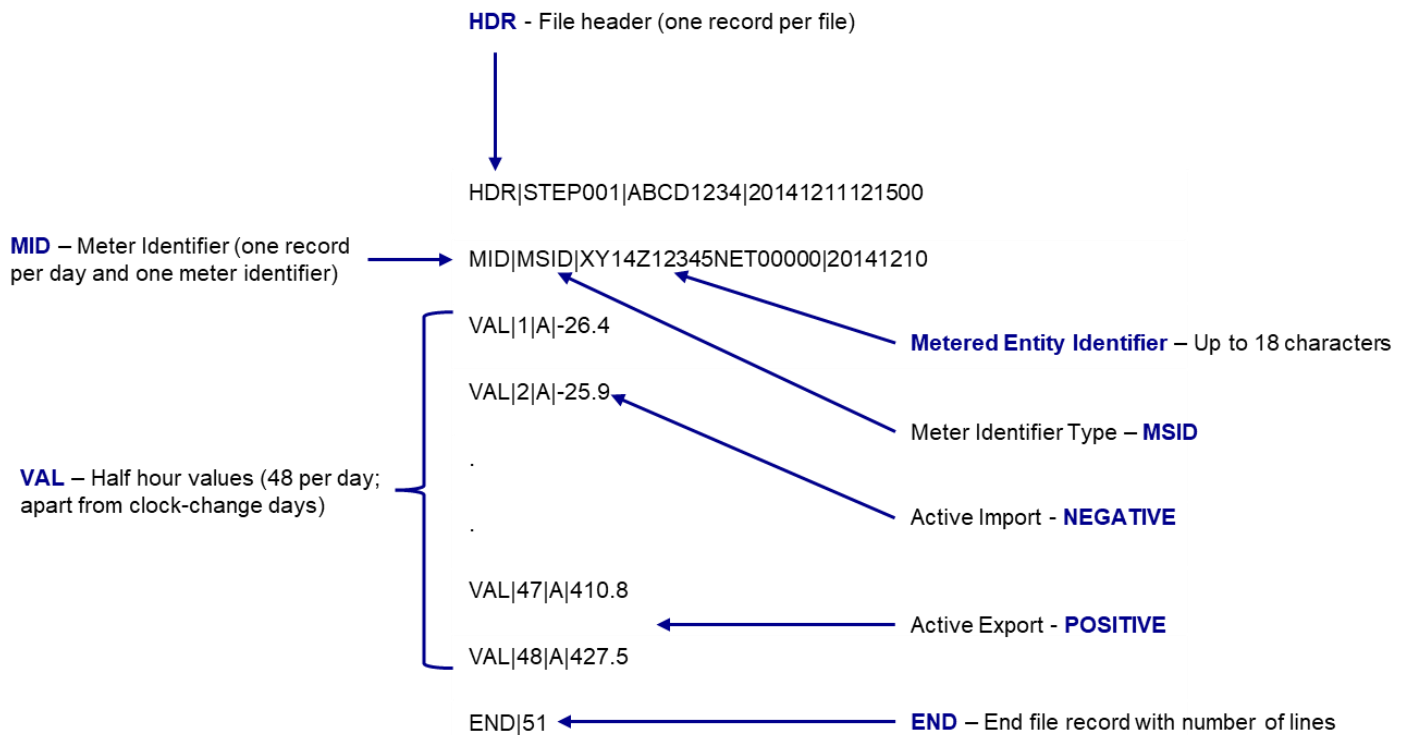 HDR - File header (one record per file)
HDR|STEP001|ABCD1234|20141211121500
MID – Meter Identifier (one record
per day and one meter identifier)
MID|MSID|XY14Z12345NET00000|20141210
VAL|1|A|-26.4
Metered Entity Identifier – Up to 18 characters
VAL|2|A|-25.9
Meter Identifier Type – MSID
.
VAL – Half hour values (48 per day;
apart from clock-change days)
Active Import - NEGATIVE
.
VAL|47|A|410.8
Active Export - POSITIVE
VAL|48|A|427.5
END|51
END – End file record with number of lines